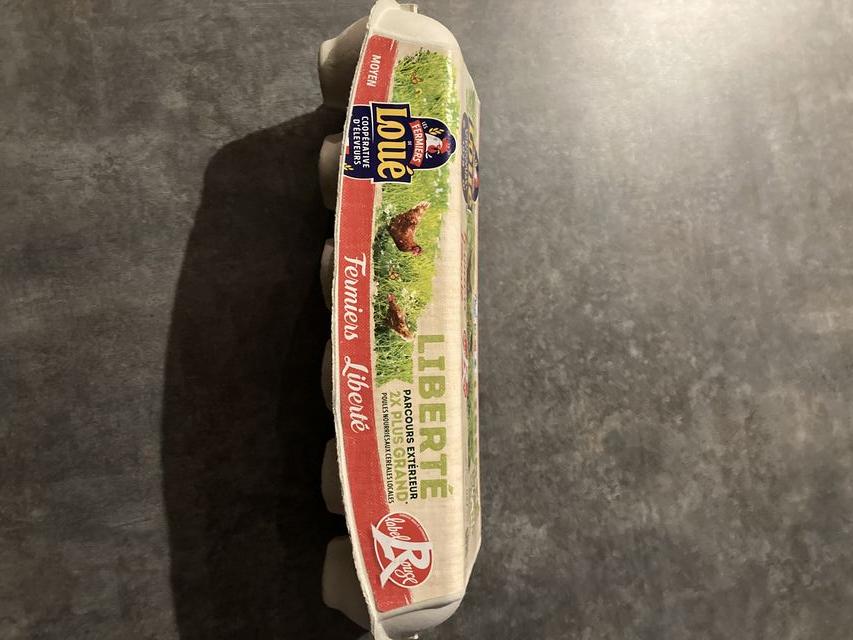 MOYEN
LES
FERMIERS
DE
Loué
COOPÉRATIVE
D'ÉLEVEURS
LIBERTÉ
PARCOURS EXTÉRIEUR
2X PLUS GRAND*
POULES NOURRIES AUX CÉRÉALES LOCALES
Fermiers Liberté
label
Rouge